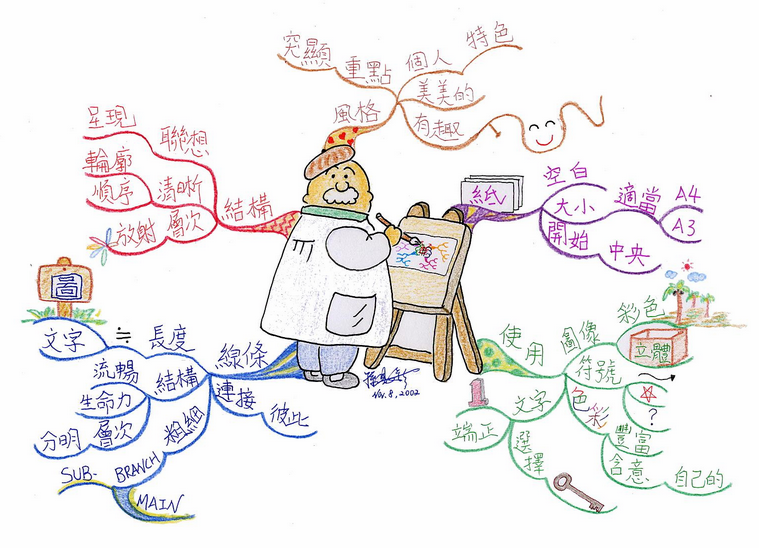 突顯
重點
風格
個人
特色
美美的
有趣
呈現
聯想
輪廓
順序
清晰
放射
層次
結構
紙
空白
大小
適當
A4
A3
開始
中央
圖
文字
≒
長度
線條
流暢
結構
生命力
分明
層次
粗細
連接
彼此
SUB-
BRANCH
MAIN
Nov. 8, 2002
使用
圖像
彩色
立體
符號
?
文字
1
端正
選擇
色彩
豐富
含意
自己的